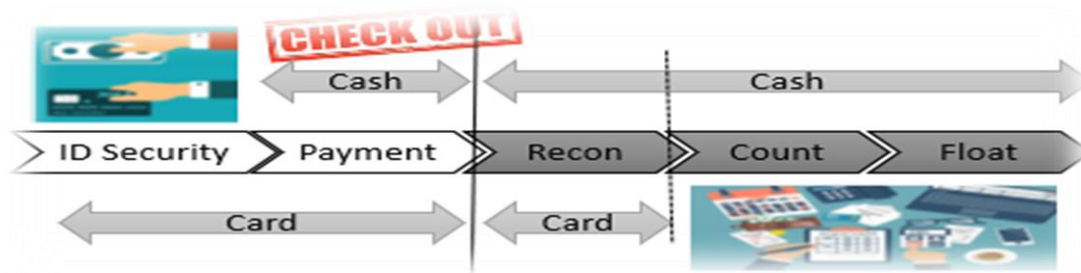 CHECK OUT
Cash
Cash
ID Security
Payment
Recon
Count
Float
Card
Card